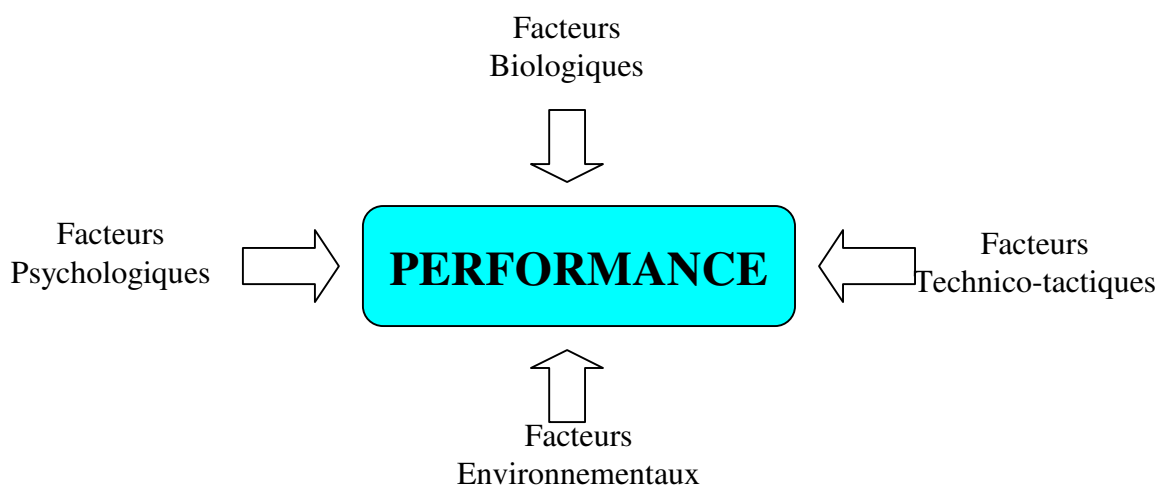 Facteurs
Biologiques
Facteurs
Psychologiques
PERFORMANCE
Facteurs
Technico-tactiques
Facteurs
Environnementaux